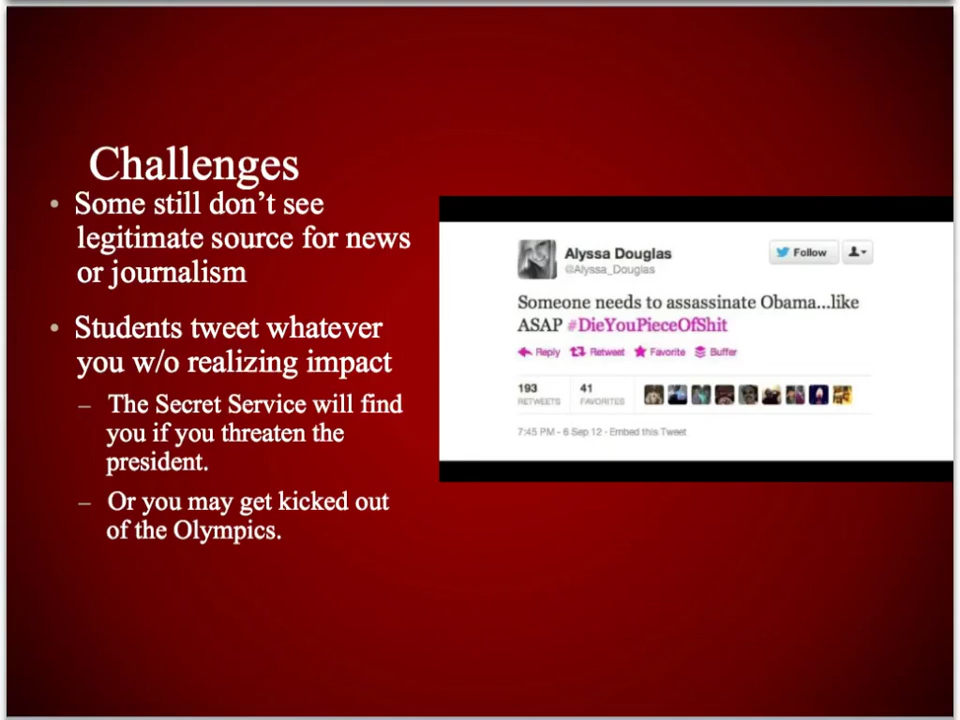 Challenges
• Some still don't see
legitimate source for news
or journalism
• Students tweet whatever
you w/o realizing impact
– The Secret Service will find
you if you threaten the
president.
– Or you may get kicked out
of the Olympics.
Alyssa Douglas
@Alyssa_Douglas
Follow
Someone needs to assassinate Obama...like
ASAP #DieYouPieceOfShit
Reply Retweet Favorite Buffer
193 41
RETWEETS FAVORITES
7:45 PM - 6 Sep 12 · Embed this Tweet